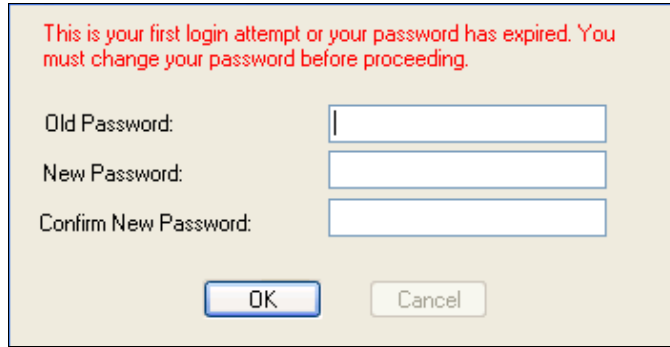 This is your first login attempt or your password has expired. You
must change your password before proceeding.
Old Password:
New Password:
Confirm New Password:
OK Cancel